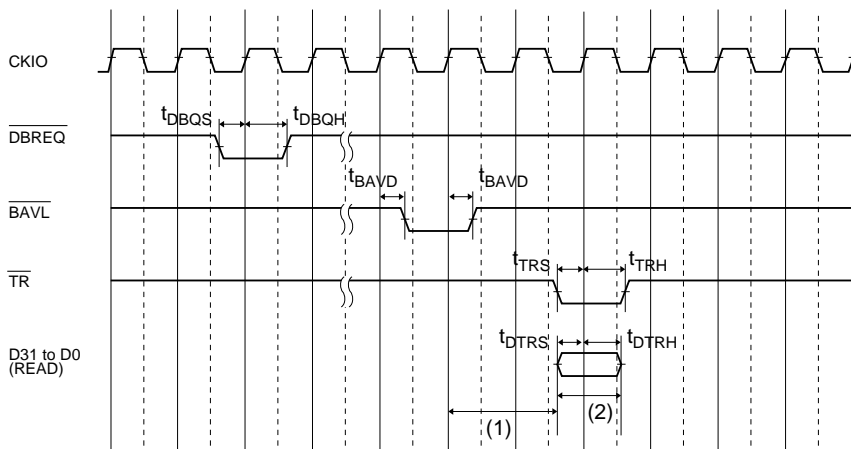 CKIO
tDBQS tDBQH
DBREQ
tBAVD tBAVD
BAVL
tTRS tTRH
TR
tDTRS tDTRH
D31 to D0
(READ)
(1) (2)